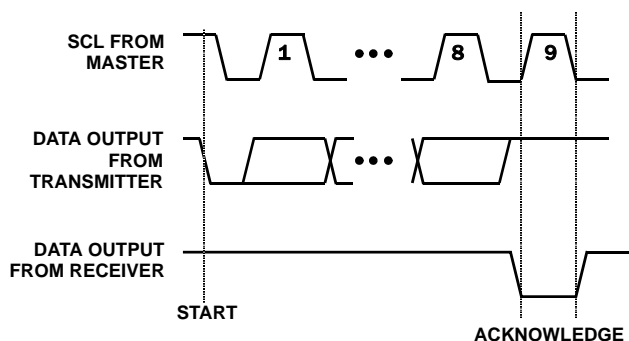 SCL FROM
MASTER
1
8
9
DATA OUTPUT
FROM
TRANSMITTER
DATA OUTPUT
FROM RECEIVER
START
ACKNOWLEDGE